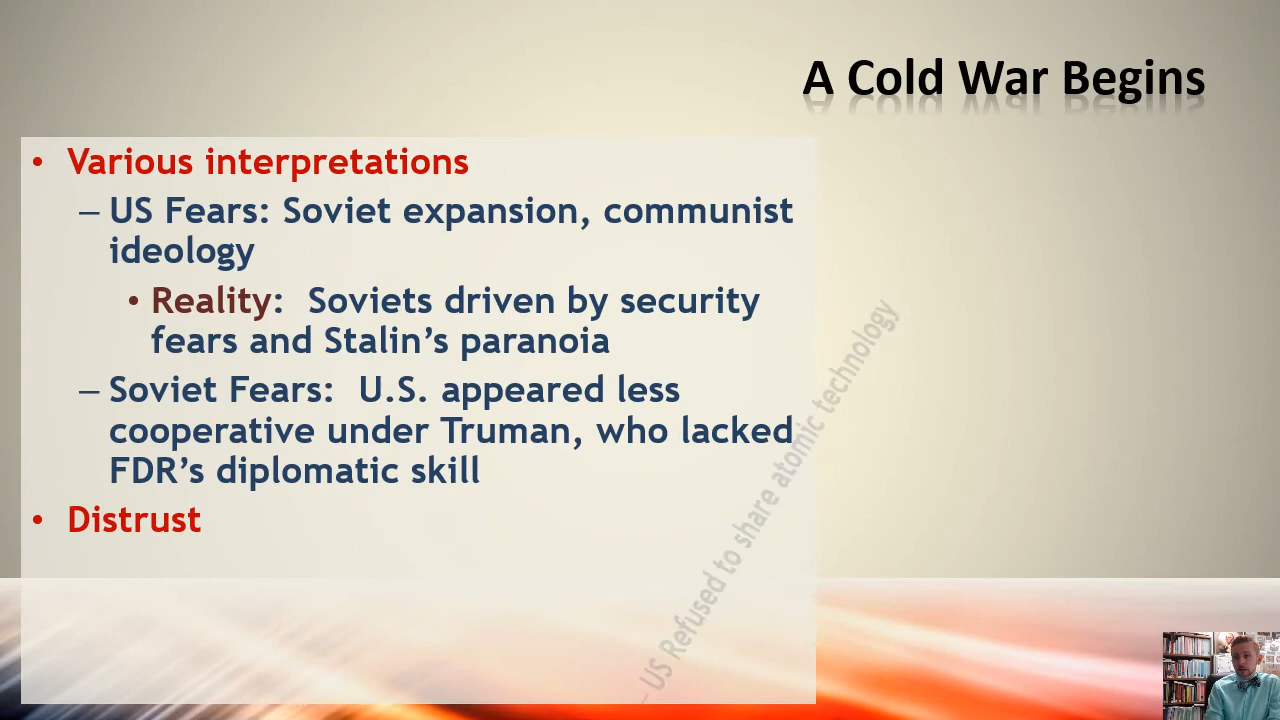 A Cold War Begins
• Various interpretations
– US Fears: Soviet expansion, communist
ideology
• Reality: Soviets driven by security
fears and Stalin’s paranoia
– Soviet Fears: U.S. appeared less
cooperative under Truman, who lacked
FDR’s diplomatic skill
• Distrust
– US Refused to share atomic technology